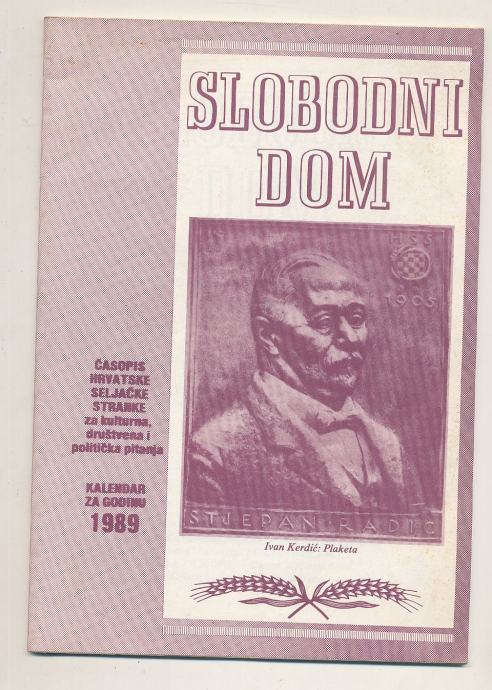 SLOBODNI
DOM
HSS
1905
STJEPAN·RADIĆ
Ivan Kerdić: Plaketa
ČASOPIS
HRVATSKE
SELJAČKE
STRANKE
za kulturna,
društvena i
politička pitanja
KALENDAR
ZA GODINU
1989